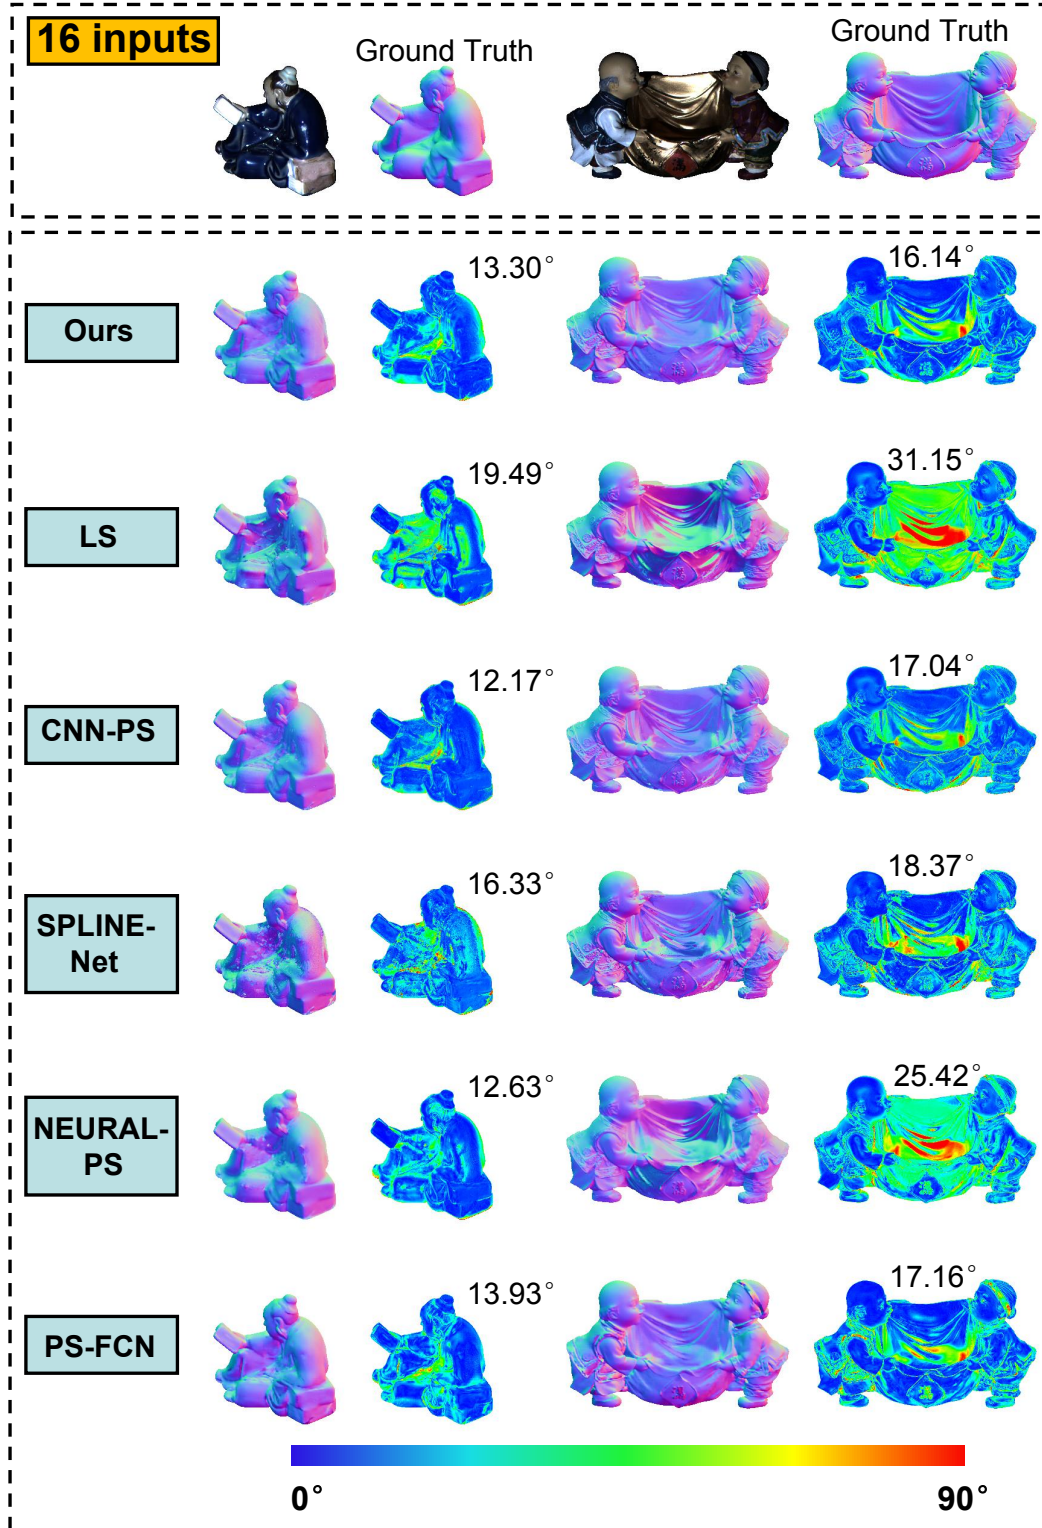 16 inputs
Ground Truth
Ground Truth
Ours
13.30°
16.14°
LS
19.49°
31.15°
CNN-PS
12.17°
17.04°
SPLINE-
Net
16.33°
18.37°
NEURAL-
PS
12.63°
25.42°
PS-FCN
13.93°
17.16°
0°
90°